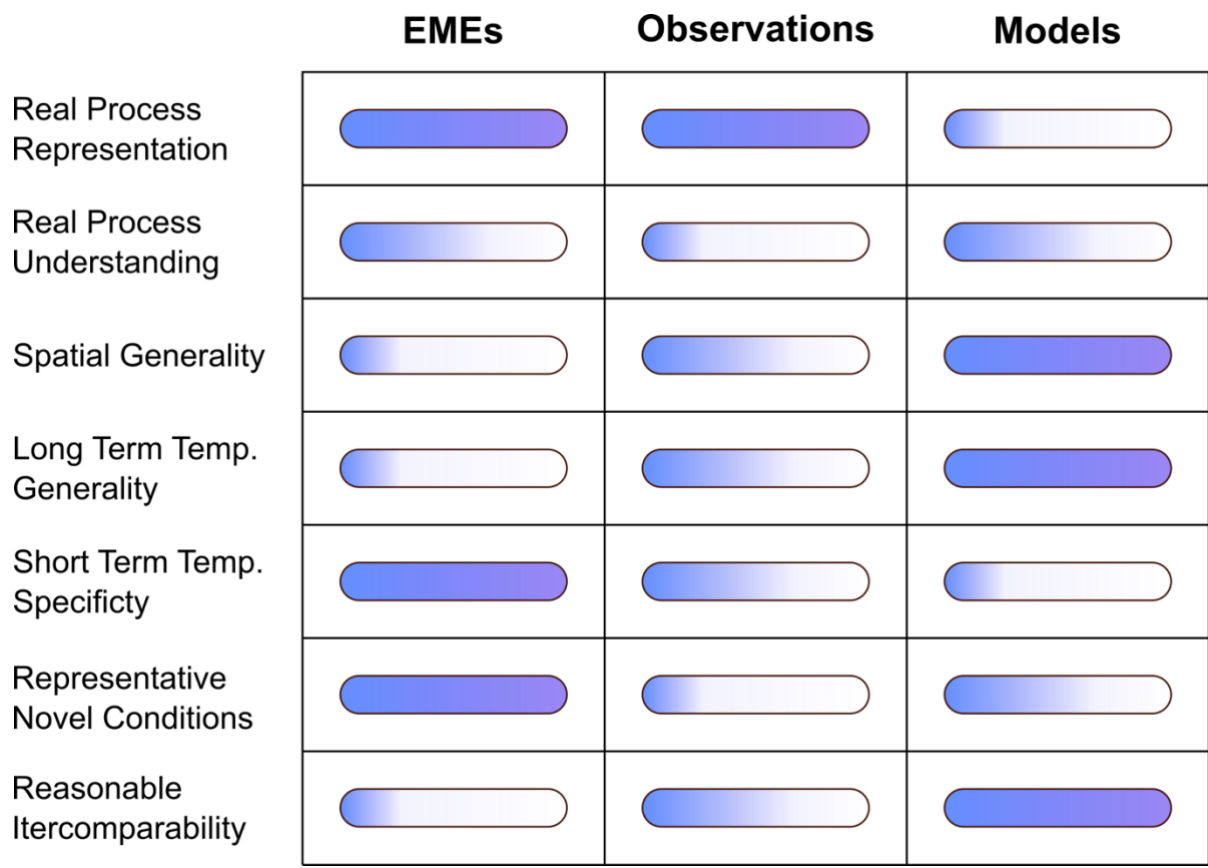 EMEs Observations Models
Real Process
Representation
Real Process
Understanding
Spatial Generality
Long Term Temp.
Generality
Short Term Temp.
Specificty
Representative
Novel Conditions
Reasonable
Itercomparability